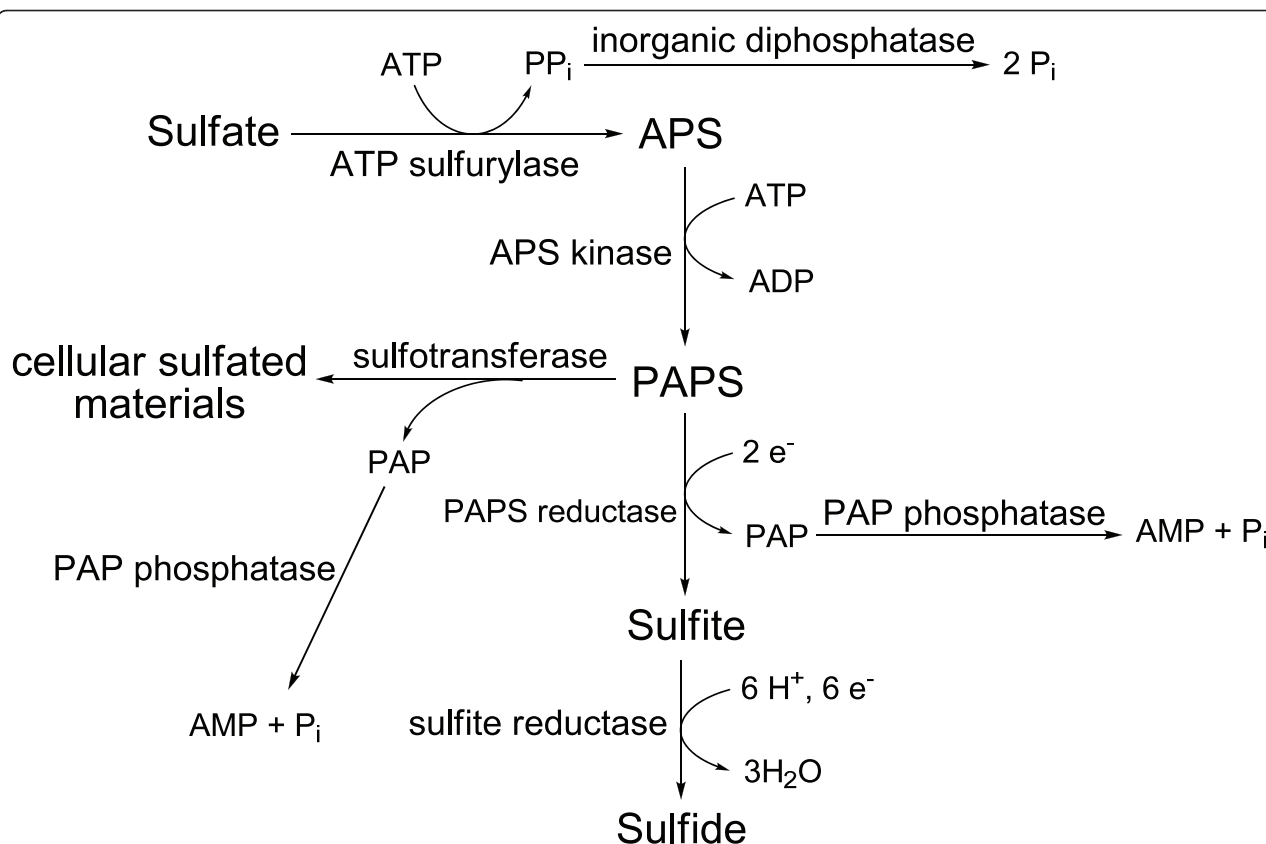 inorganic diphosphatase
ATP
PPi
2 Pi
Sulfate
APS
ATP sulfurylase
ATP
APS kinase
ADP
cellular sulfated
materials
sulfotransferase
PAPS
PAP
2 e-
PAPS reductase
PAP
PAP phosphatase
AMP + Pi
PAP phosphatase
Sulfite
6 H+, 6 e-
AMP + Pi
sulfite reductase
3H2O
Sulfide